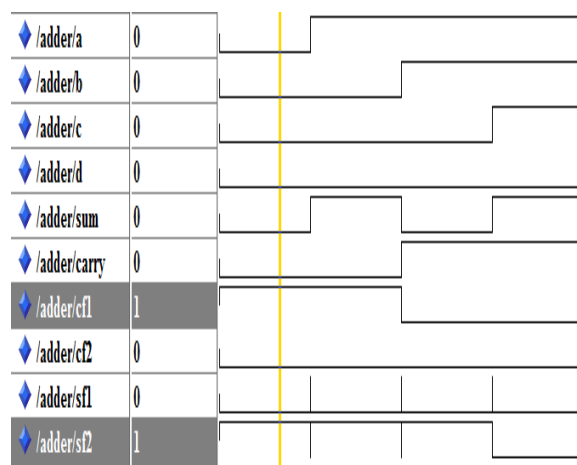 /adder/a 0
/adder/b 0
/adder/c 0
/adder/d 0
/adder/sum 0
/adder/carry 0
/adder/cf1 1
/adder/cf2 0
/adder/sf1 0
/adder/sf2 1